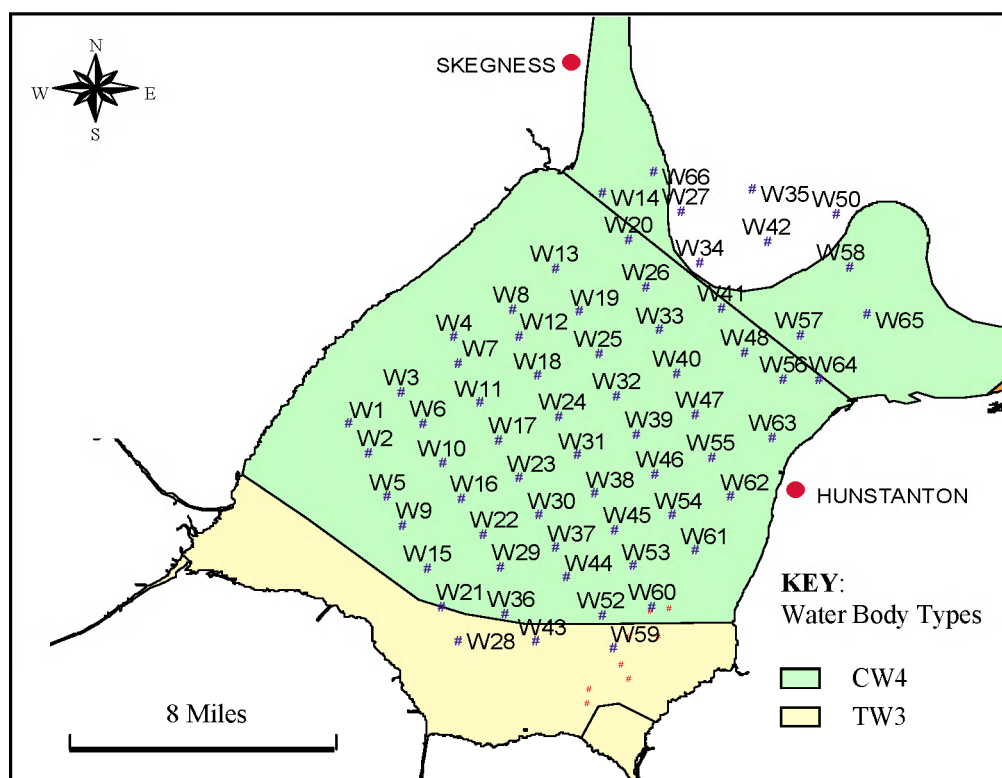 SKEGNESS
N
W E
S
W66
W14 W27 W35 W50
W20 W42
W34 W58
W13
W26
W8 W19 W41 W65
W4 W12 W33 W57
W7 W25 W48
W18 W40 W56 W64
W3 W32
W11
W1 W6 W24 W47
W17 W39 W63
W2 W10 W31 W55
W23 W46
W5 W16 W38 W62
W9 W30 W54 HUNSTANTON
W22 W37 W45
W15 W29 W53 W61
W44
W21 W36 W52 W60
W28 W43 W59
KEY:
Water Body Types
CW4
TW3
8 Miles